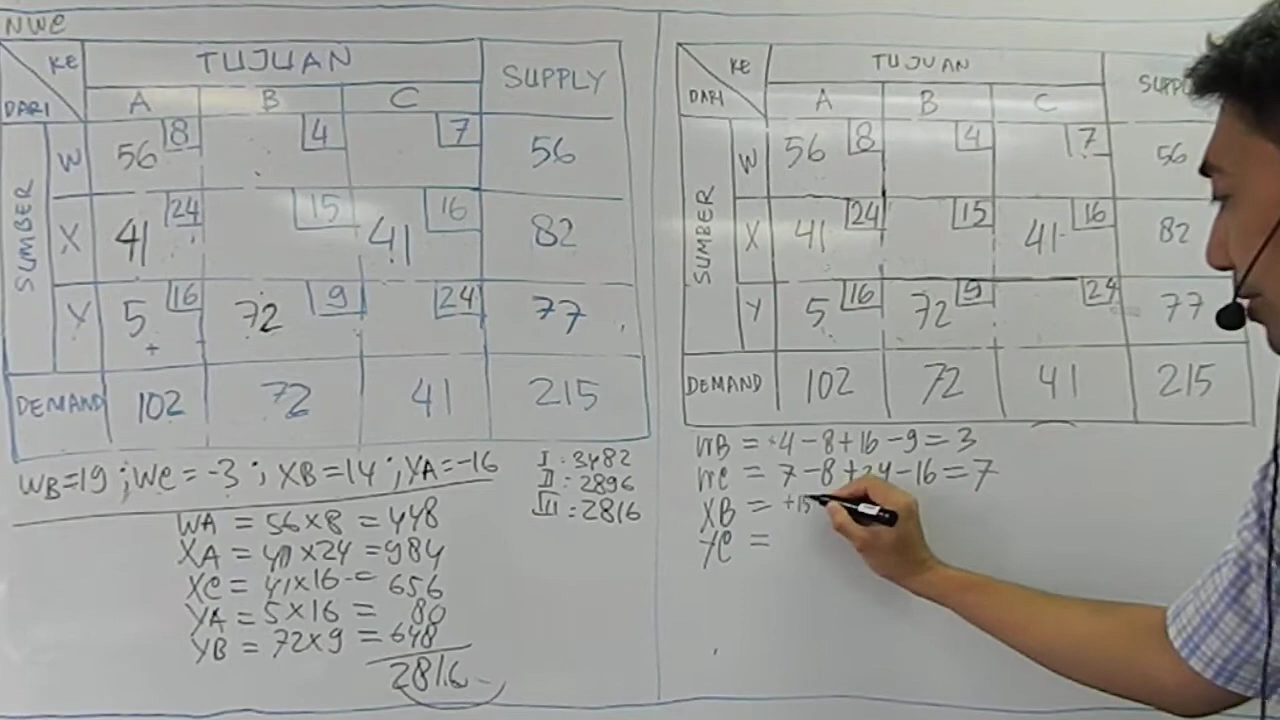 NWC
KE TUJUAN SUPPLY
DARI A B C
SUMBER
W 56 8 4 7 56
X 41 24 15 41 16 82
Y 5 16 72 9 24 77
+
DEMAND 102 72 41 215
WB=19 ; WC=-3 ; XB=14 ; YA=-16
I : 3482
II : 2896
III : 2816
WA = 56x8 = 448
XA = 41x24 = 984
XC = 41x16 = 656
YA = 5x16 = 80
YB = 72x9 = 648
2816
KE TUJUAN
DARI A B C
SUMBER
W 56 8 4 7 56
X 41 24 15 41 16 82
Y 5 16 72 9 24 77
DEMAND 102 72 41 215
WB = +4-8+16-9=3
WC = 7-8+24-16=7
XB = +15
YC =